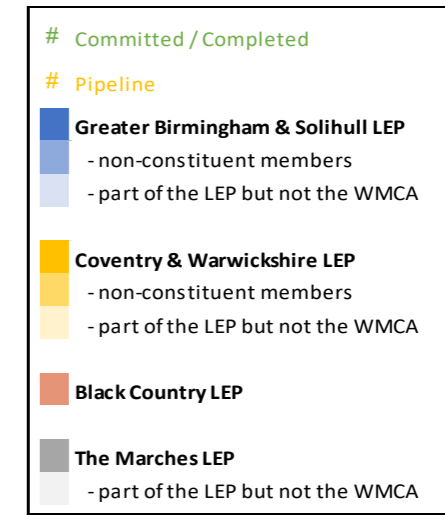 # Committed / Completed
# Pipeline
Greater Birmingham & Solihull LEP
- non-constituent members
- part of the LEP but not the WMCA
Coventry & Warwickshire LEP
- non-constituent members
- part of the LEP but not the WMCA
Black Country LEP
The Marches LEP
- part of the LEP but not the WMCA